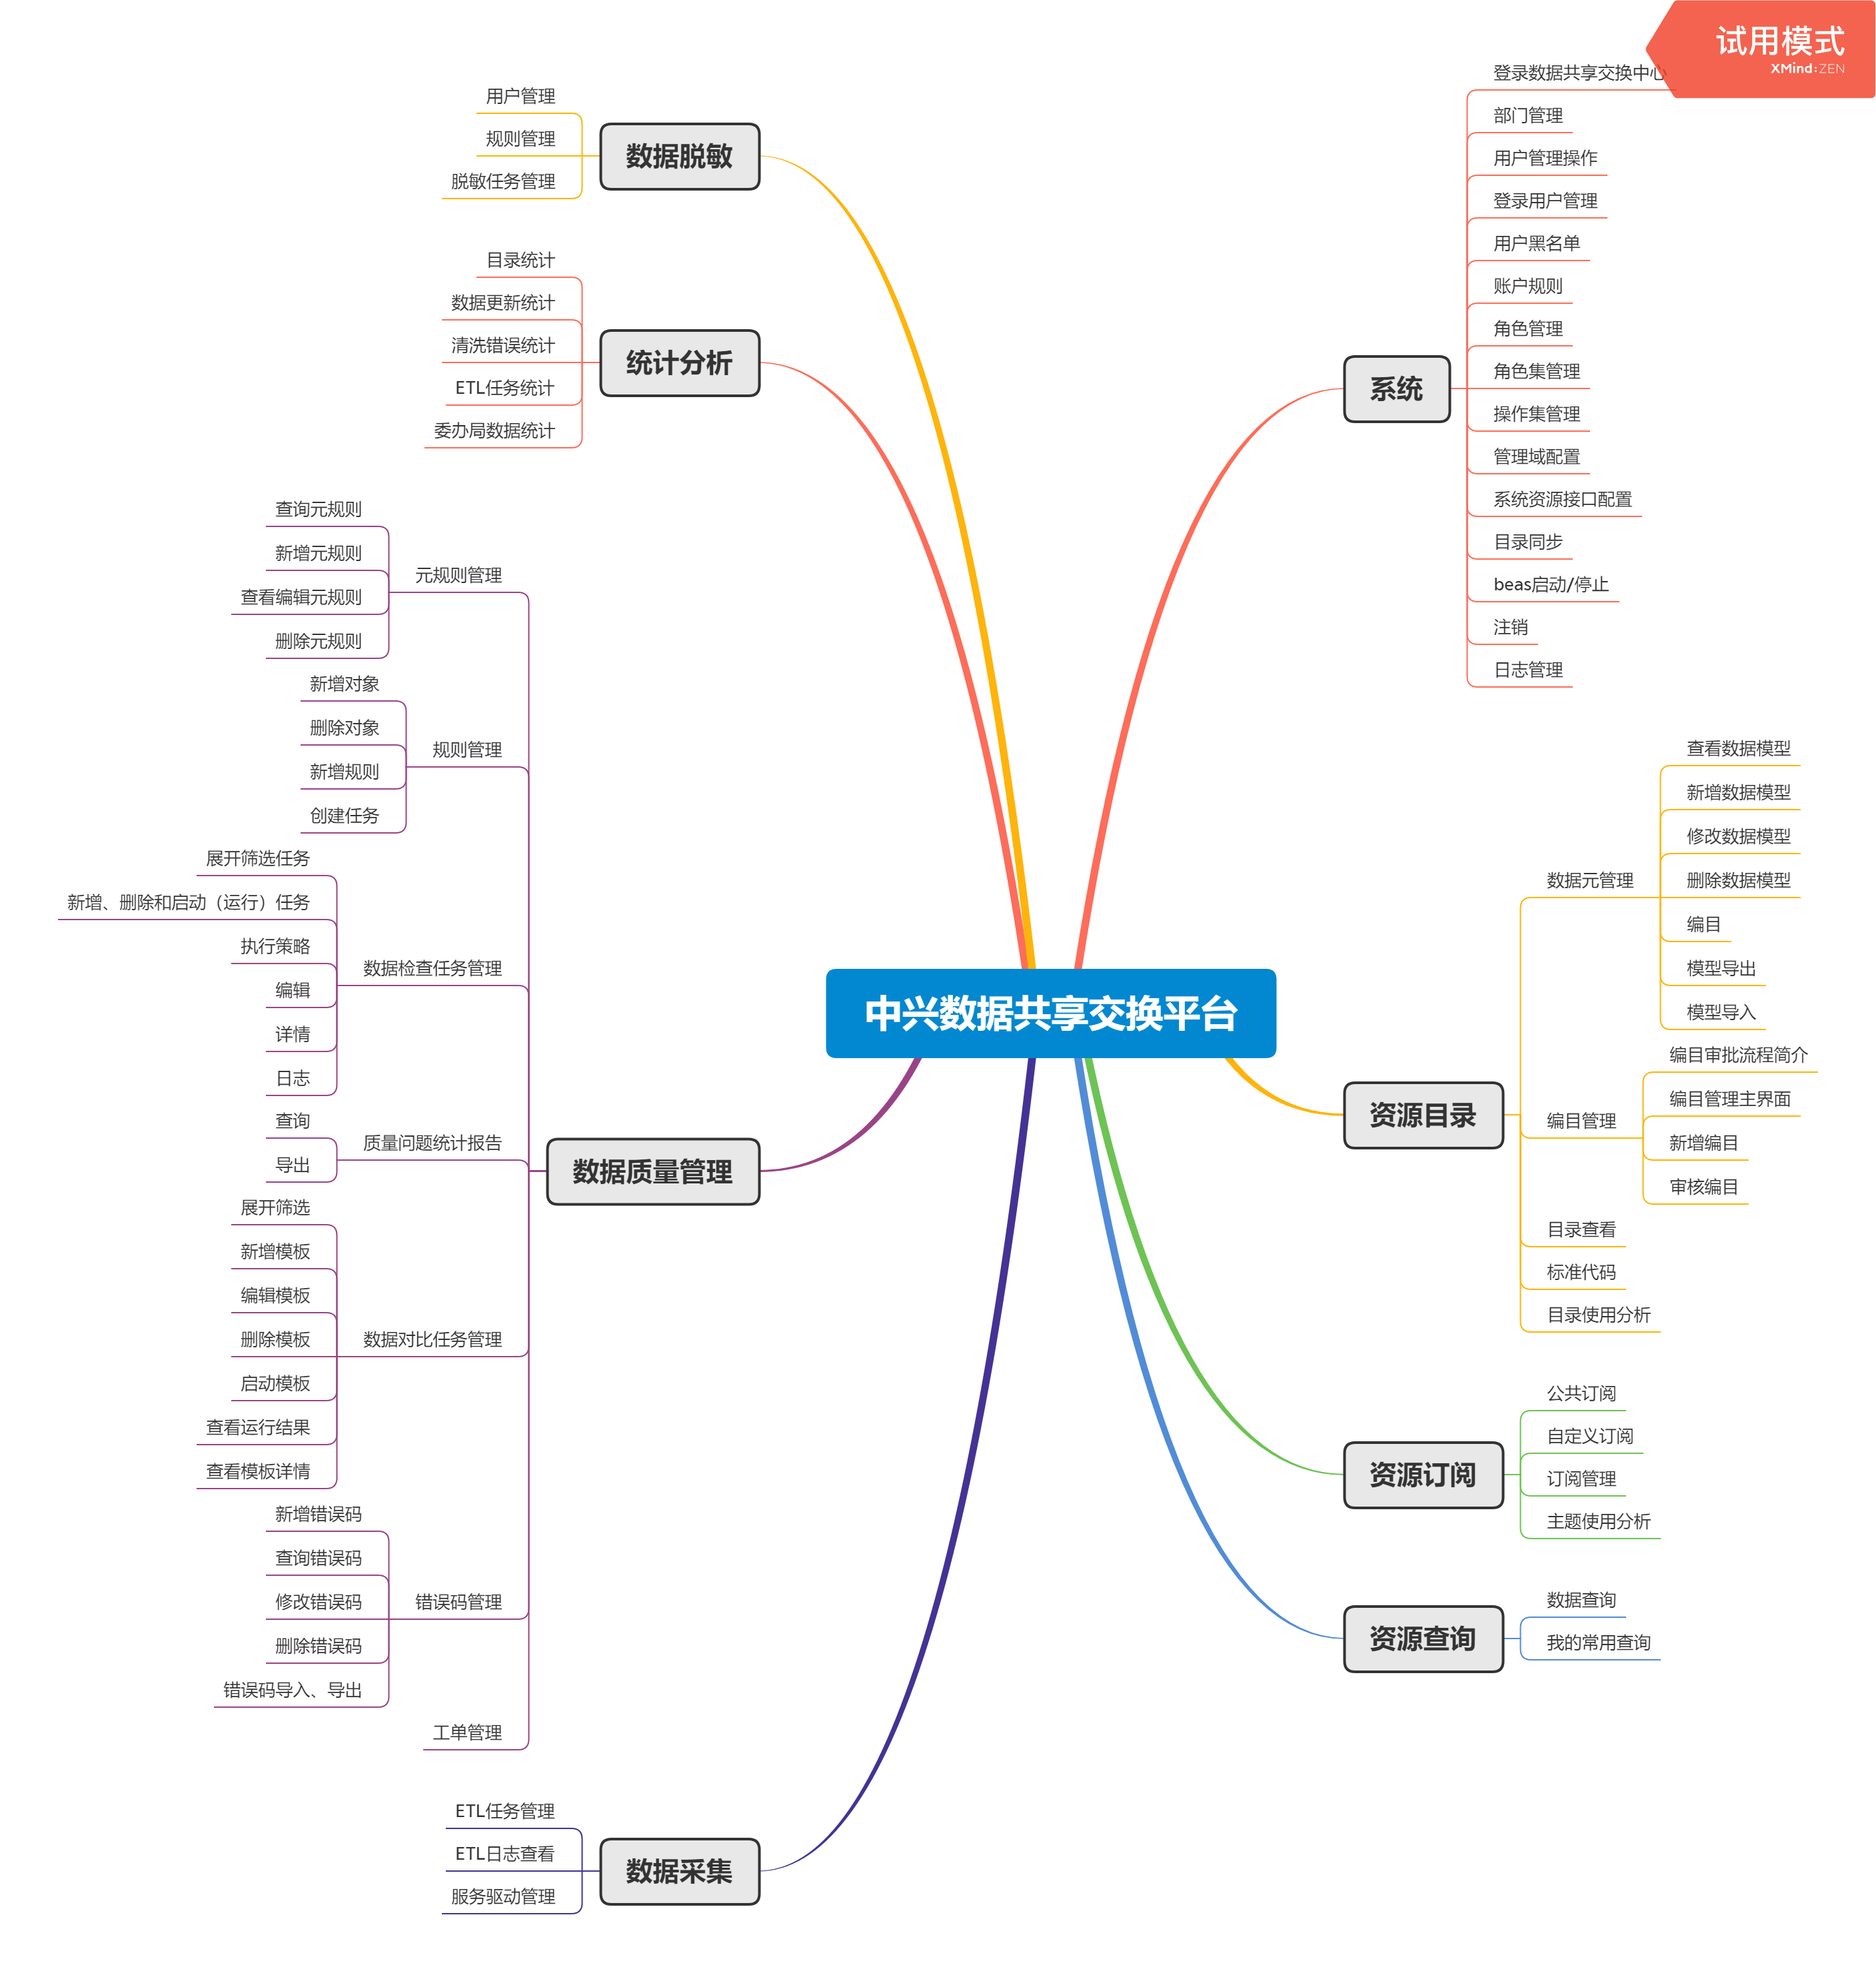 试用模式
XMind:ZEN
中兴数据共享交换平台
系统
登录数据共享交换中心
部门管理
用户管理操作
登录用户管理
用户黑名单
账户规则
角色管理
角色集管理
操作集管理
管理域配置
系统资源接口配置
目录同步
beas启动/停止
注销
日志管理
资源目录
数据元管理
查看数据模型
新增数据模型
修改数据模型
删除数据模型
编目
模型导出
模型导入
编目管理
编目审批流程简介
编目管理主界面
新增编目
审核编目
目录查看
标准代码
目录使用分析
资源订阅
公共订阅
自定义订阅
订阅管理
主题使用分析
资源查询
数据查询
我的常用查询
数据脱敏
用户管理
规则管理
脱敏任务管理
统计分析
目录统计
数据更新统计
清洗错误统计
ETL任务统计
委办局数据统计
数据质量管理
元规则管理
查询元规则
新增元规则
查看编辑元规则
删除元规则
规则管理
新增对象
删除对象
新增规则
创建任务
数据检查任务管理
展开筛选任务
新增、删除和启动（运行）任务
执行策略
编辑
详情
日志
质量问题统计报告
查询
导出
数据对比任务管理
展开筛选
新增模板
编辑模板
删除模板
启动模板
查看运行结果
查看模板详情
错误码管理
新增错误码
查询错误码
修改错误码
删除错误码
错误码导入、导出
工单管理
数据采集
ETL任务管理
ETL日志查看
服务驱动管理